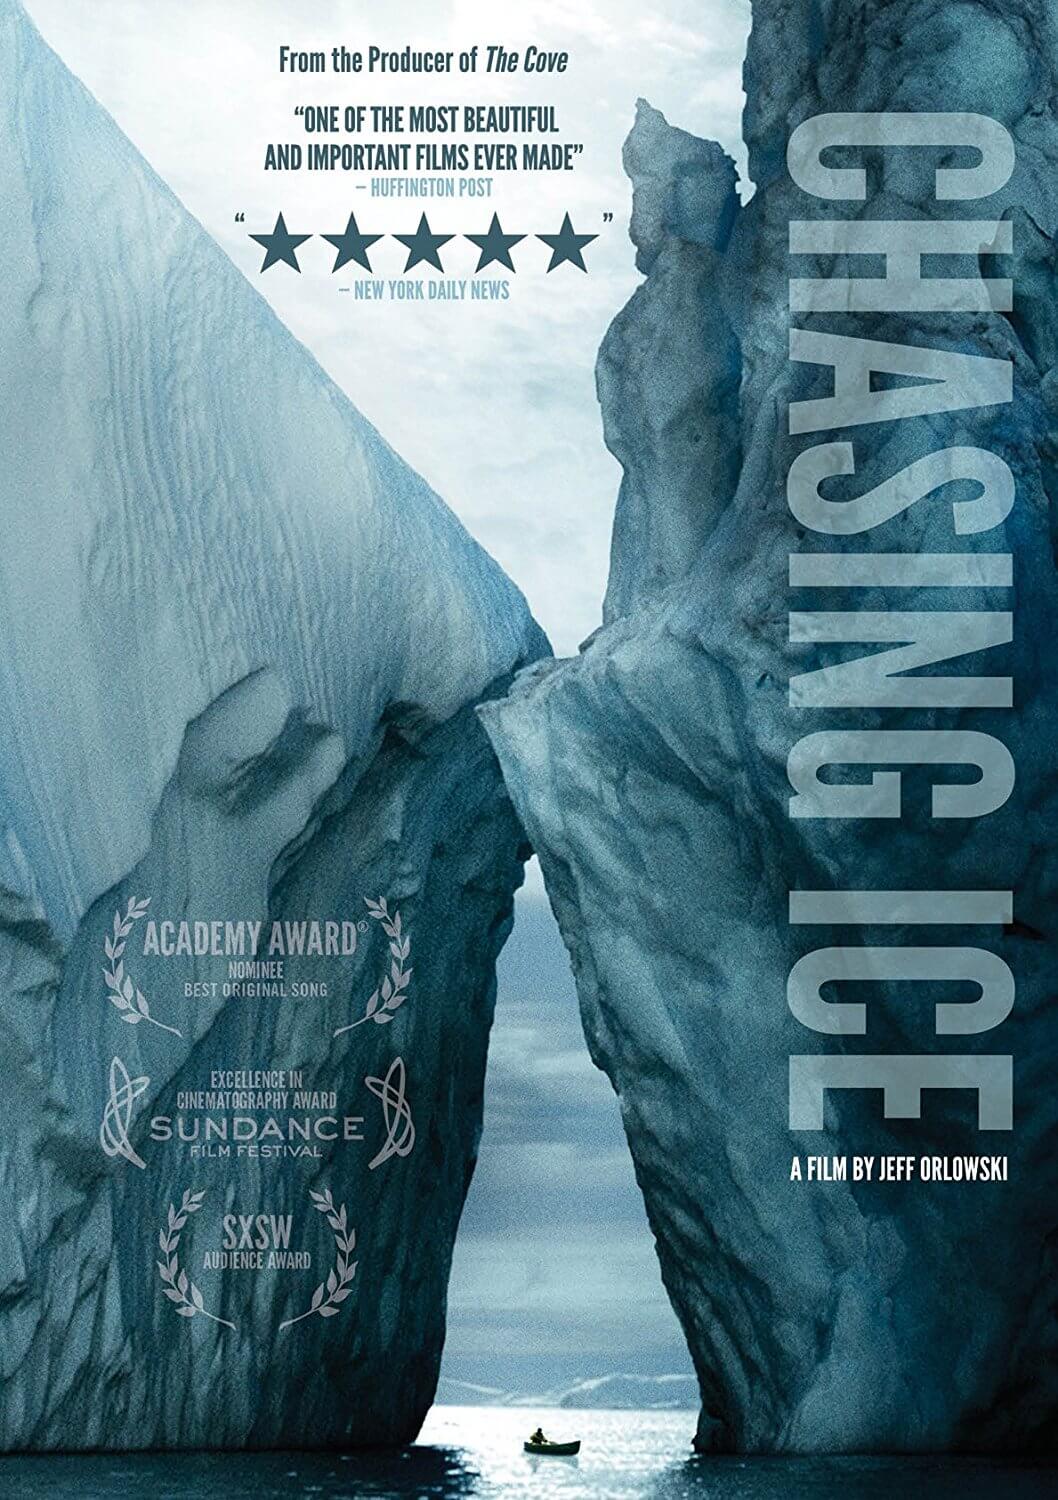 From the Producer of The Cove
“ONE OF THE MOST BEAUTIFUL
AND IMPORTANT FILMS EVER MADE”
– HUFFINGTON POST
“★★★★★”
– NEW YORK DAILY NEWS
CHASING ICE
A FILM BY JEFF ORLOWSKI
ACADEMY AWARD®
NOMINEE
BEST ORIGINAL SONG
EXCELLENCE IN
CINEMATOGRAPHY AWARD
SUNDANCE
FILM FESTIVAL
SXSW
AUDIENCE AWARD